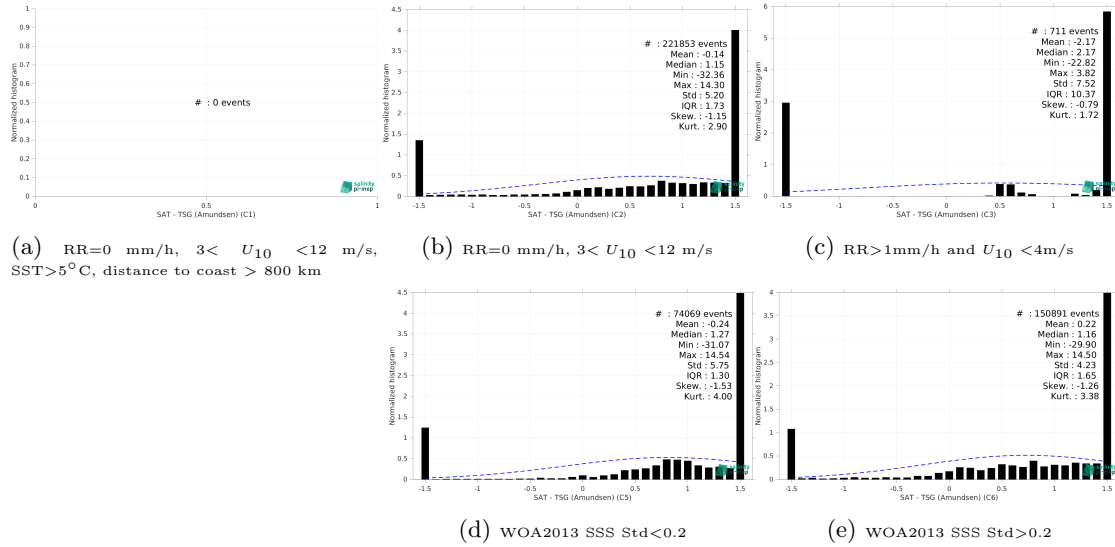 1
0.9
0.8
0.7
0.6
0.5
0.4
0.3
0.2
0.1
0
Normalized histogram
# : 0 events
salinity
pi-mep
0
0.5
1
SAT - TSG (Amundsen) (C1)
(a) RR=0 mm/h, 3< U10 <12 m/s,
SST>5°C, distance to coast > 800 km
4.5
4
3.5
3
2.5
2
1.5
1
0.5
0
Normalized histogram
# : 221853 events
Mean : -0.14
Median : 1.15
Min : -32.36
Max : 14.30
Std : 5.20
IQR : 1.73
Skew. : -1.15
Kurt. : 2.90
salinity
pi-mep
-1.5
-1
-0.5
0
0.5
1
1.5
SAT - TSG (Amundsen) (C2)
(b) RR=0 mm/h, 3< U10 <12 m/s
6
5
4
3
2
1
0
Normalized histogram
# : 711 events
Mean : -2.17
Median : 2.17
Min : -22.82
Max : 3.82
Std : 7.52
IQR : 10.37
Skew. : -0.79
Kurt. : 1.72
salinity
pi-mep
-1.5
-1
-0.5
0
0.5
1
1.5
SAT - TSG (Amundsen) (C3)
(c) RR>1mm/h and U10 <4m/s
4.5
4
3.5
3
2.5
2
1.5
1
0.5
0
Normalized histogram
# : 74069 events
Mean : -0.24
Median : 1.27
Min : -31.07
Max : 14.54
Std : 5.75
IQR : 1.30
Skew. : -1.53
Kurt. : 4.00
salinity
pi-mep
-1.5
-1
-0.5
0
0.5
1
1.5
SAT - TSG (Amundsen) (C5)
(d) WOA2013 SSS Std<0.2
4
3.5
3
2.5
2
1.5
1
0.5
0
Normalized histogram
# : 150891 events
Mean : 0.22
Median : 1.16
Min : -29.90
Max : 14.50
Std : 4.23
IQR : 1.65
Skew. : -1.26
Kurt. : 3.38
salinity
pi-mep
-1.5
-1
-0.5
0
0.5
1
1.5
SAT - TSG (Amundsen) (C6)
(e) WOA2013 SSS Std>0.2